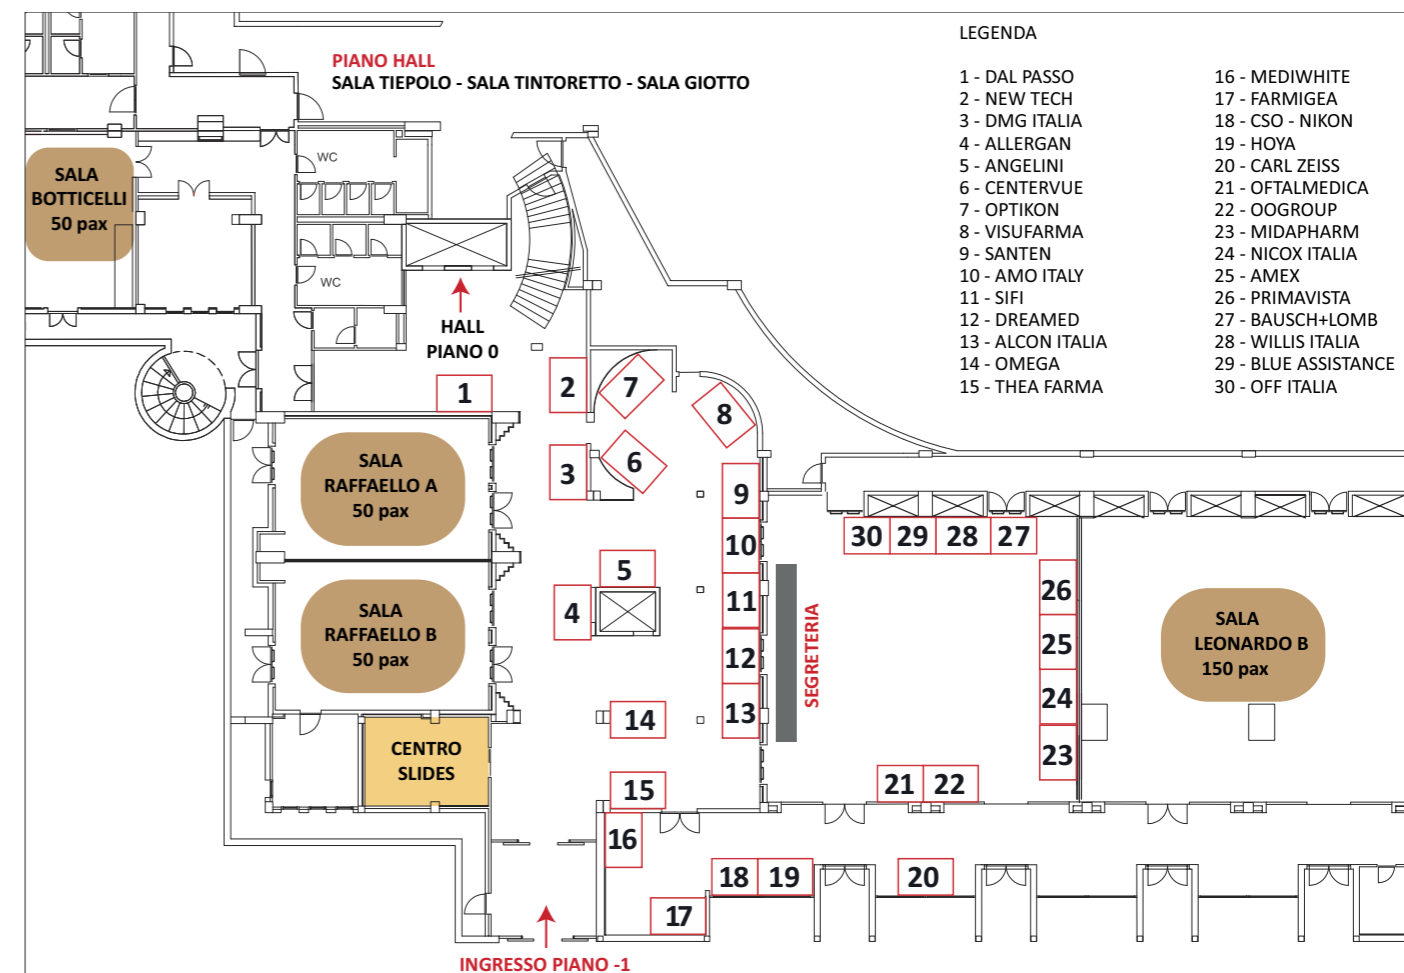 PIANO HALL
SALA TIEPOLO - SALA TINTORETTO - SALA GIOTTO
LEGENDA
1 - DAL PASSO
2 - NEW TECH
3 - DMG ITALIA
4 - ALLERGAN
5 - ANGELINI
6 - CENTERVUE
7 - OPTIKON
8 - VISUFARMA
9 - SANTEN
10 - AMO ITALY
11 - SIFI
12 - DREAMED
13 - ALCON ITALIA
14 - OMEGA
15 - THEA FARMA
16 - MEDIWHITE
17 - FARMIGEA
18 - CSO - NIKON
19 - HOYA
20 - CARL ZEISS
21 - OFTALMEDICA
22 - OOGROUP
23 - MIDAPHARM
24 - NICOX ITALIA
25 - AMEX
26 - PRIMAVISTA
27 - BAUSCH+LOMB
28 - WILLIS ITALIA
29 - BLUE ASSISTANCE
30 - OFF ITALIA
SALA
BOTTICELLI
50 pax
WC
WC
HALL
PIANO 0
1
2
7
8
3
6
SALA
RAFFAELLO A
50 pax
9
10
5
4
11
12
13
14
15
SALA
RAFFAELLO B
50 pax
CENTRO
SLIDES
SEGRETERIA
30
29
28
27
26
25
24
23
SALA
LEONARDO B
150 pax
21
22
16
18
19
20
17
INGRESSO PIANO -1